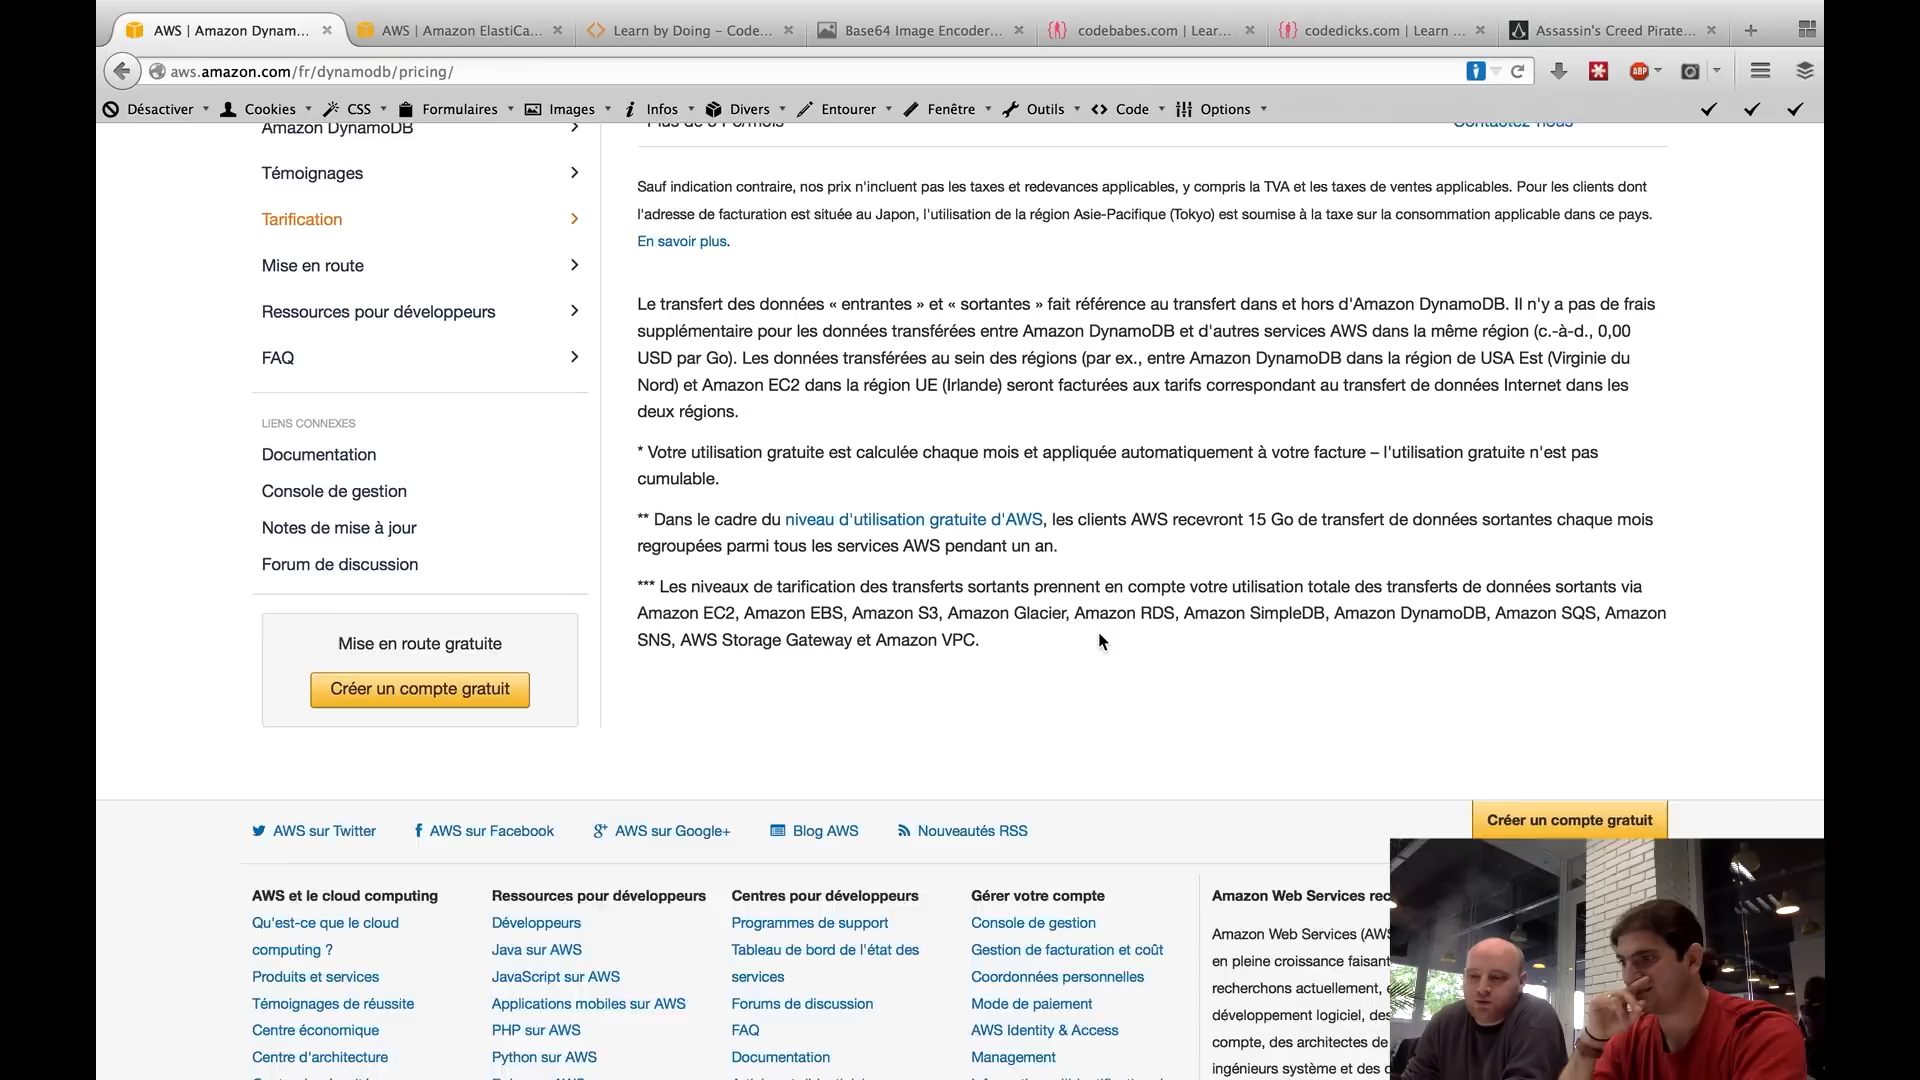 AWS | Amazon Dynam...
AWS | Amazon ElastiCa...
Learn by Doing – Code...
Base64 Image Encoder...
codebabes.com | Lear...
codedicks.com | Learn ...
Assassin's Creed Pirate...
aws.amazon.com/fr/dynamodb/pricing/
ABP
Désactiver
Cookies
CSS
Formulaires
Images
Infos
Divers
Entourer
Fenêtre
Outils
Code
Options
Amazon DynamoDB
Témoignages
Tarification
Mise en route
Ressources pour développeurs
FAQ
LIENS CONNEXES
Documentation
Console de gestion
Notes de mise à jour
Forum de discussion
Mise en route gratuite
Créer un compte gratuit
Contactez-nous
Sauf indication contraire, nos prix n'incluent pas les taxes et redevances applicables, y compris la TVA et les taxes de ventes applicables. Pour les clients dont
l'adresse de facturation est située au Japon, l'utilisation de la région Asie-Pacifique (Tokyo) est soumise à la taxe sur la consommation applicable dans ce pays.
En savoir plus.
Le transfert des données « entrantes » et « sortantes » fait référence au transfert dans et hors d'Amazon DynamoDB. Il n'y a pas de frais
supplémentaire pour les données transférées entre Amazon DynamoDB et d'autres services AWS dans la même région (c.-à-d., 0,00
USD par Go). Les données transférées au sein des régions (par ex., entre Amazon DynamoDB dans la région de USA Est (Virginie du
Nord) et Amazon EC2 dans la région UE (Irlande) seront facturées aux tarifs correspondant au transfert de données Internet dans les
deux régions.
* Votre utilisation gratuite est calculée chaque mois et appliquée automatiquement à votre facture – l'utilisation gratuite n'est pas
cumulable.
** Dans le cadre du niveau d'utilisation gratuite d'AWS, les clients AWS recevront 15 Go de transfert de données sortantes chaque mois
regroupées parmi tous les services AWS pendant un an.
*** Les niveaux de tarification des transferts sortants prennent en compte votre utilisation totale des transferts de données sortants via
Amazon EC2, Amazon EBS, Amazon S3, Amazon Glacier, Amazon RDS, Amazon SimpleDB, Amazon DynamoDB, Amazon SQS, Amazon
SNS, AWS Storage Gateway et Amazon VPC.
AWS sur Twitter
AWS sur Facebook
AWS sur Google+
Blog AWS
Nouveautés RSS
Créer un compte gratuit
AWS et le cloud computing
Qu'est-ce que le cloud
computing ?
Produits et services
Témoignages de réussite
Centre économique
Centre d'architecture
Ressources pour développeurs
Développeurs
Java sur AWS
JavaScript sur AWS
Applications mobiles sur AWS
PHP sur AWS
Python sur AWS
Centres pour développeurs
Programmes de support
Tableau de bord de l'état des
services
Forums de discussion
FAQ
Documentation
Gérer votre compte
Console de gestion
Gestion de facturation et coût
Coordonnées personnelles
Mode de paiement
AWS Identity & Access
Management
Amazon Web Services rec
Amazon Web Services (AWS
en pleine croissance faisant
recherchons actuellement,
développement logiciel, des
compte, des architectes de
ingénieurs système et des